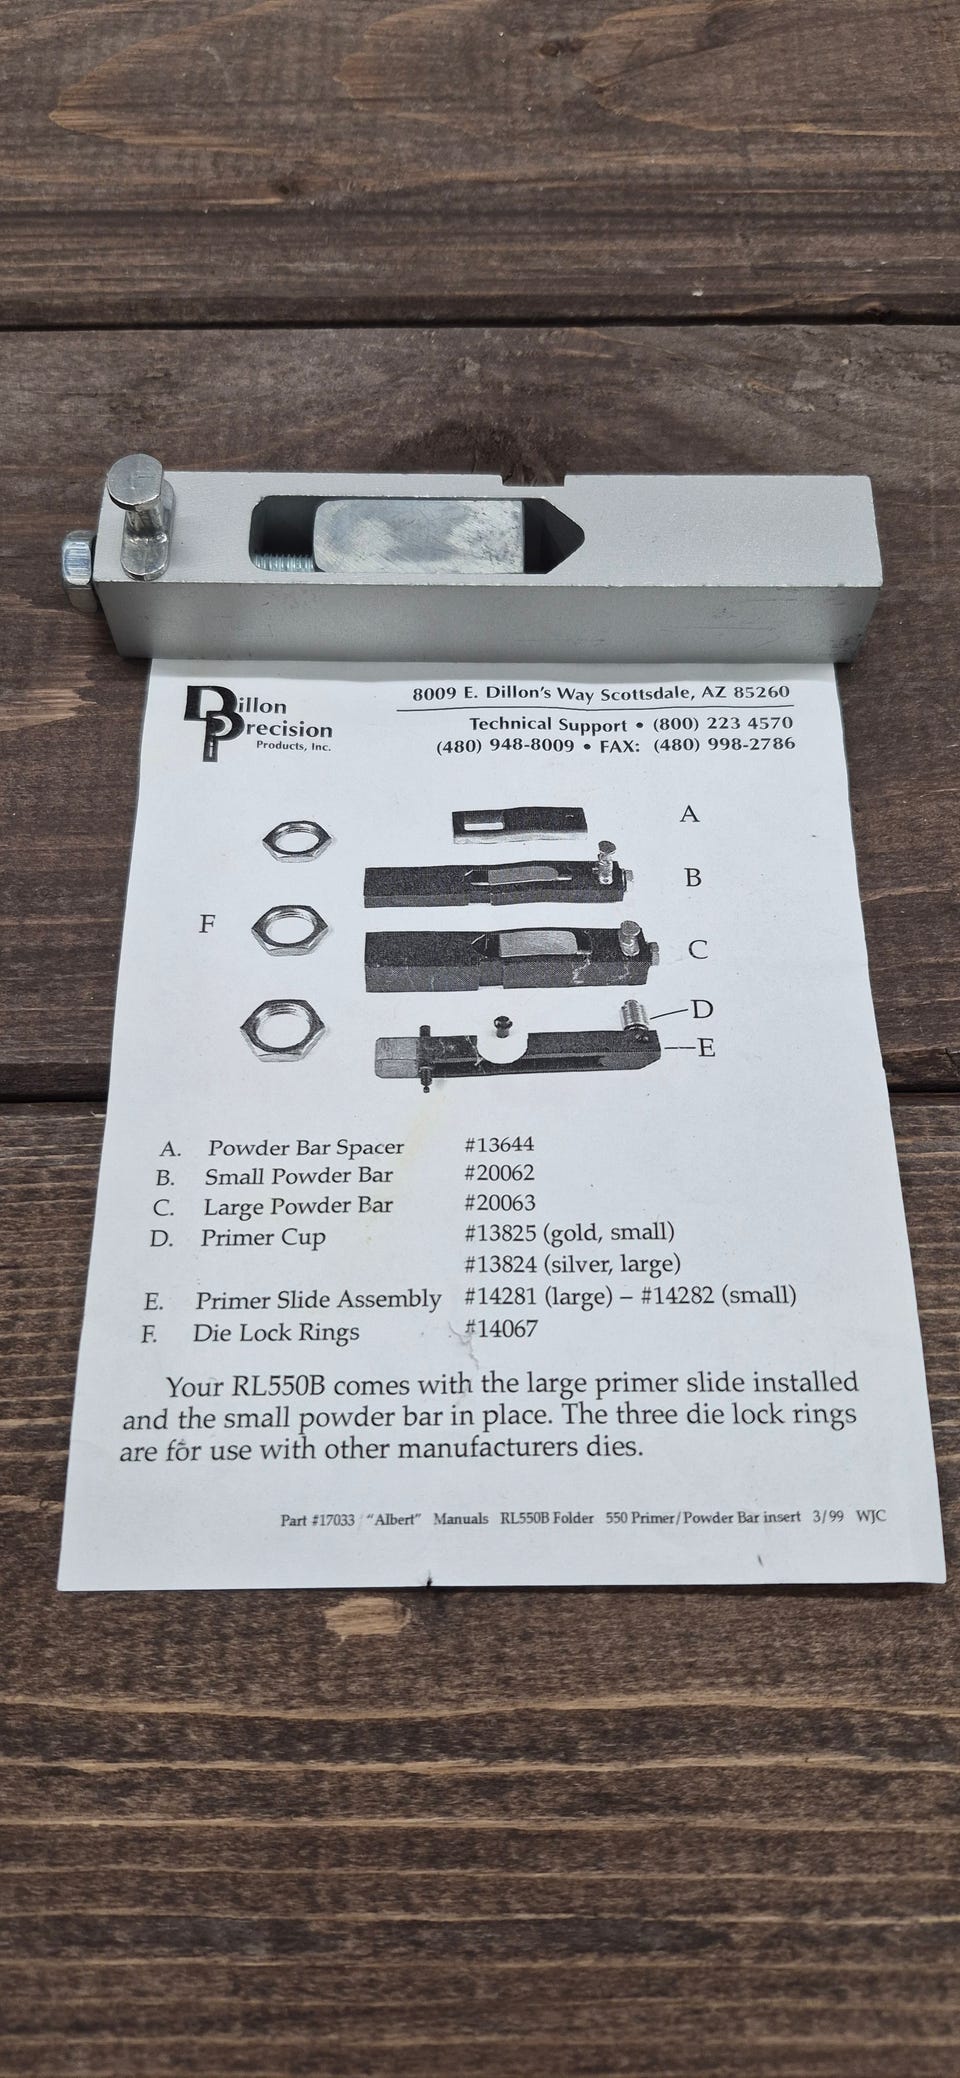 Dillon
Precision
Products, Inc.
8009 E. Dillon's Way Scottsdale, AZ 85260
Technical Support • (800) 223 4570
(480) 948-8009 • FAX: (480) 998-2786
A
B
F
C
D
E
A. Powder Bar Spacer #13644
B. Small Powder Bar #20062
C. Large Powder Bar #20063
D. Primer Cup #13825 (gold, small)
#13824 (silver, large)
E. Primer Slide Assembly #14281 (large) – #14282 (small)
F. Die Lock Rings #14067
Your RL550B comes with the large primer slide installed
and the small powder bar in place. The three die lock rings
are for use with other manufacturers dies.
Part #17033 "Albert" Manuals RL550B Folder 550 Primer/Powder Bar insert 3/99 WJC